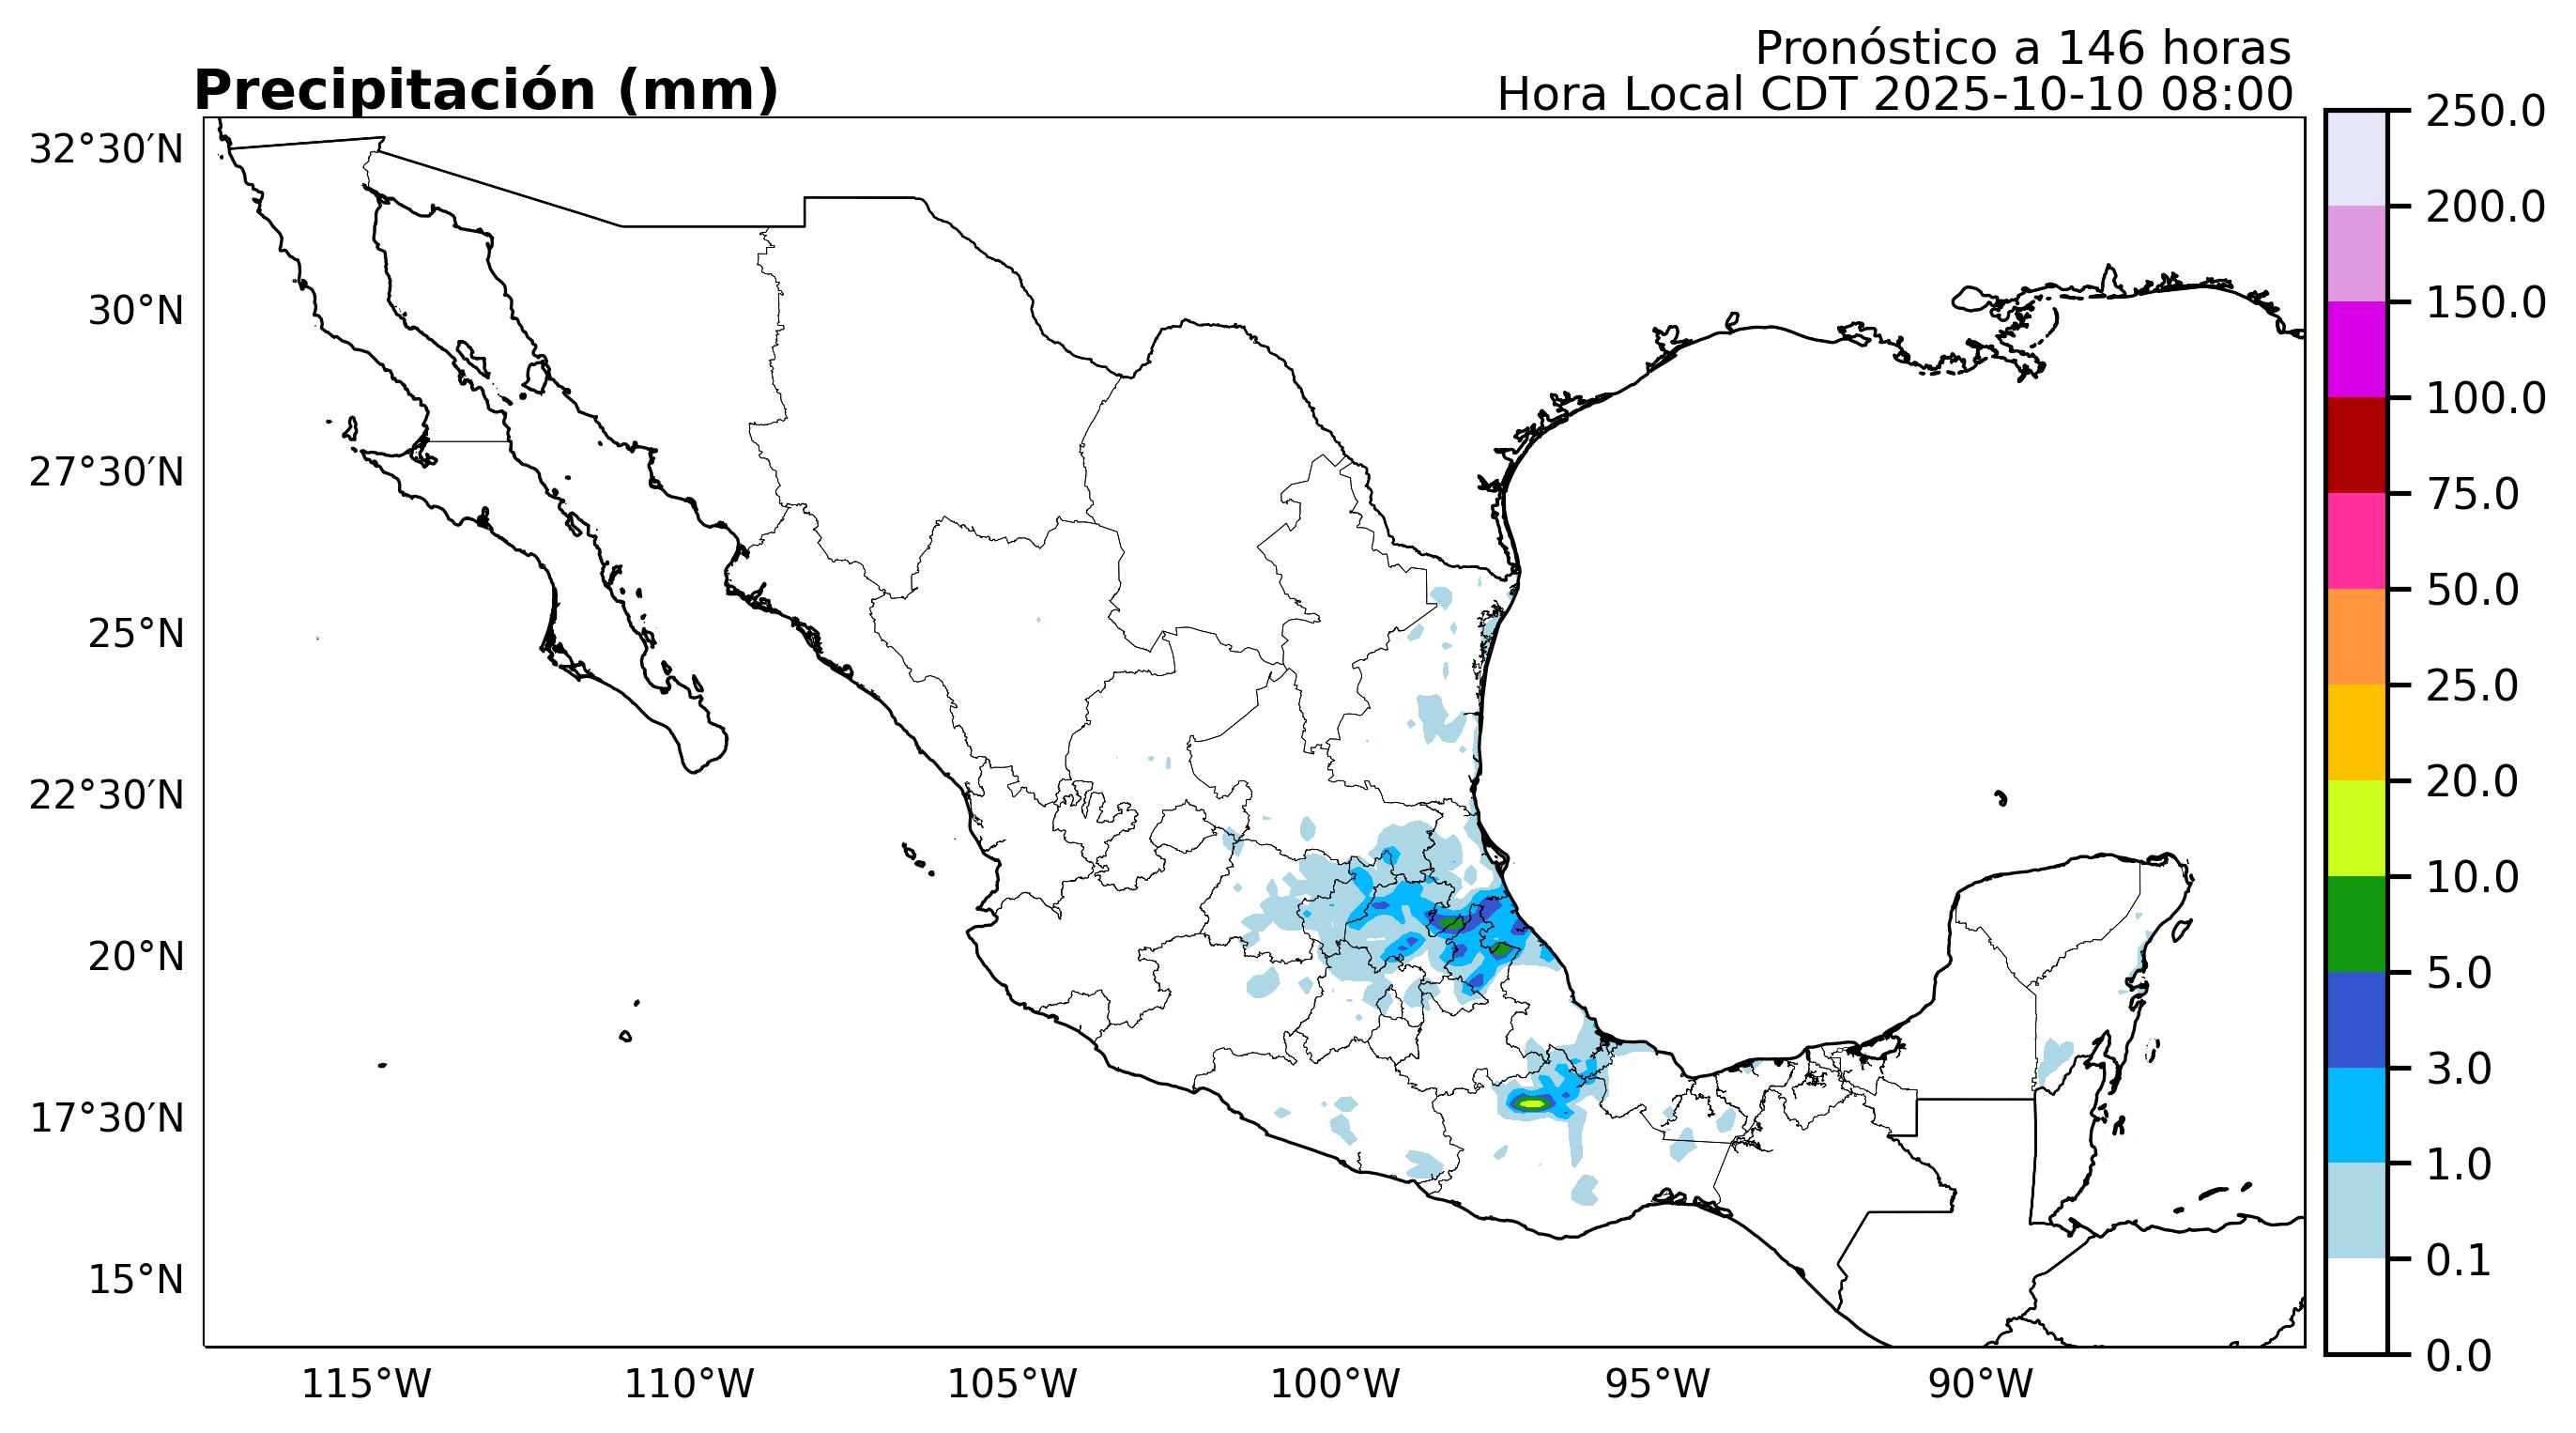 Pronóstico a 146 horas
Precipitación (mm)
Hora Local CDT 2025-10-10 08:00
32°30′N
30°N
27°30′N
25°N
22°30′N
20°N
17°30′N
15°N
115°W
110°W
105°W
100°W
95°W
90°W
250.0
200.0
150.0
100.0
75.0
50.0
25.0
20.0
10.0
5.0
3.0
1.0
0.1
0.0